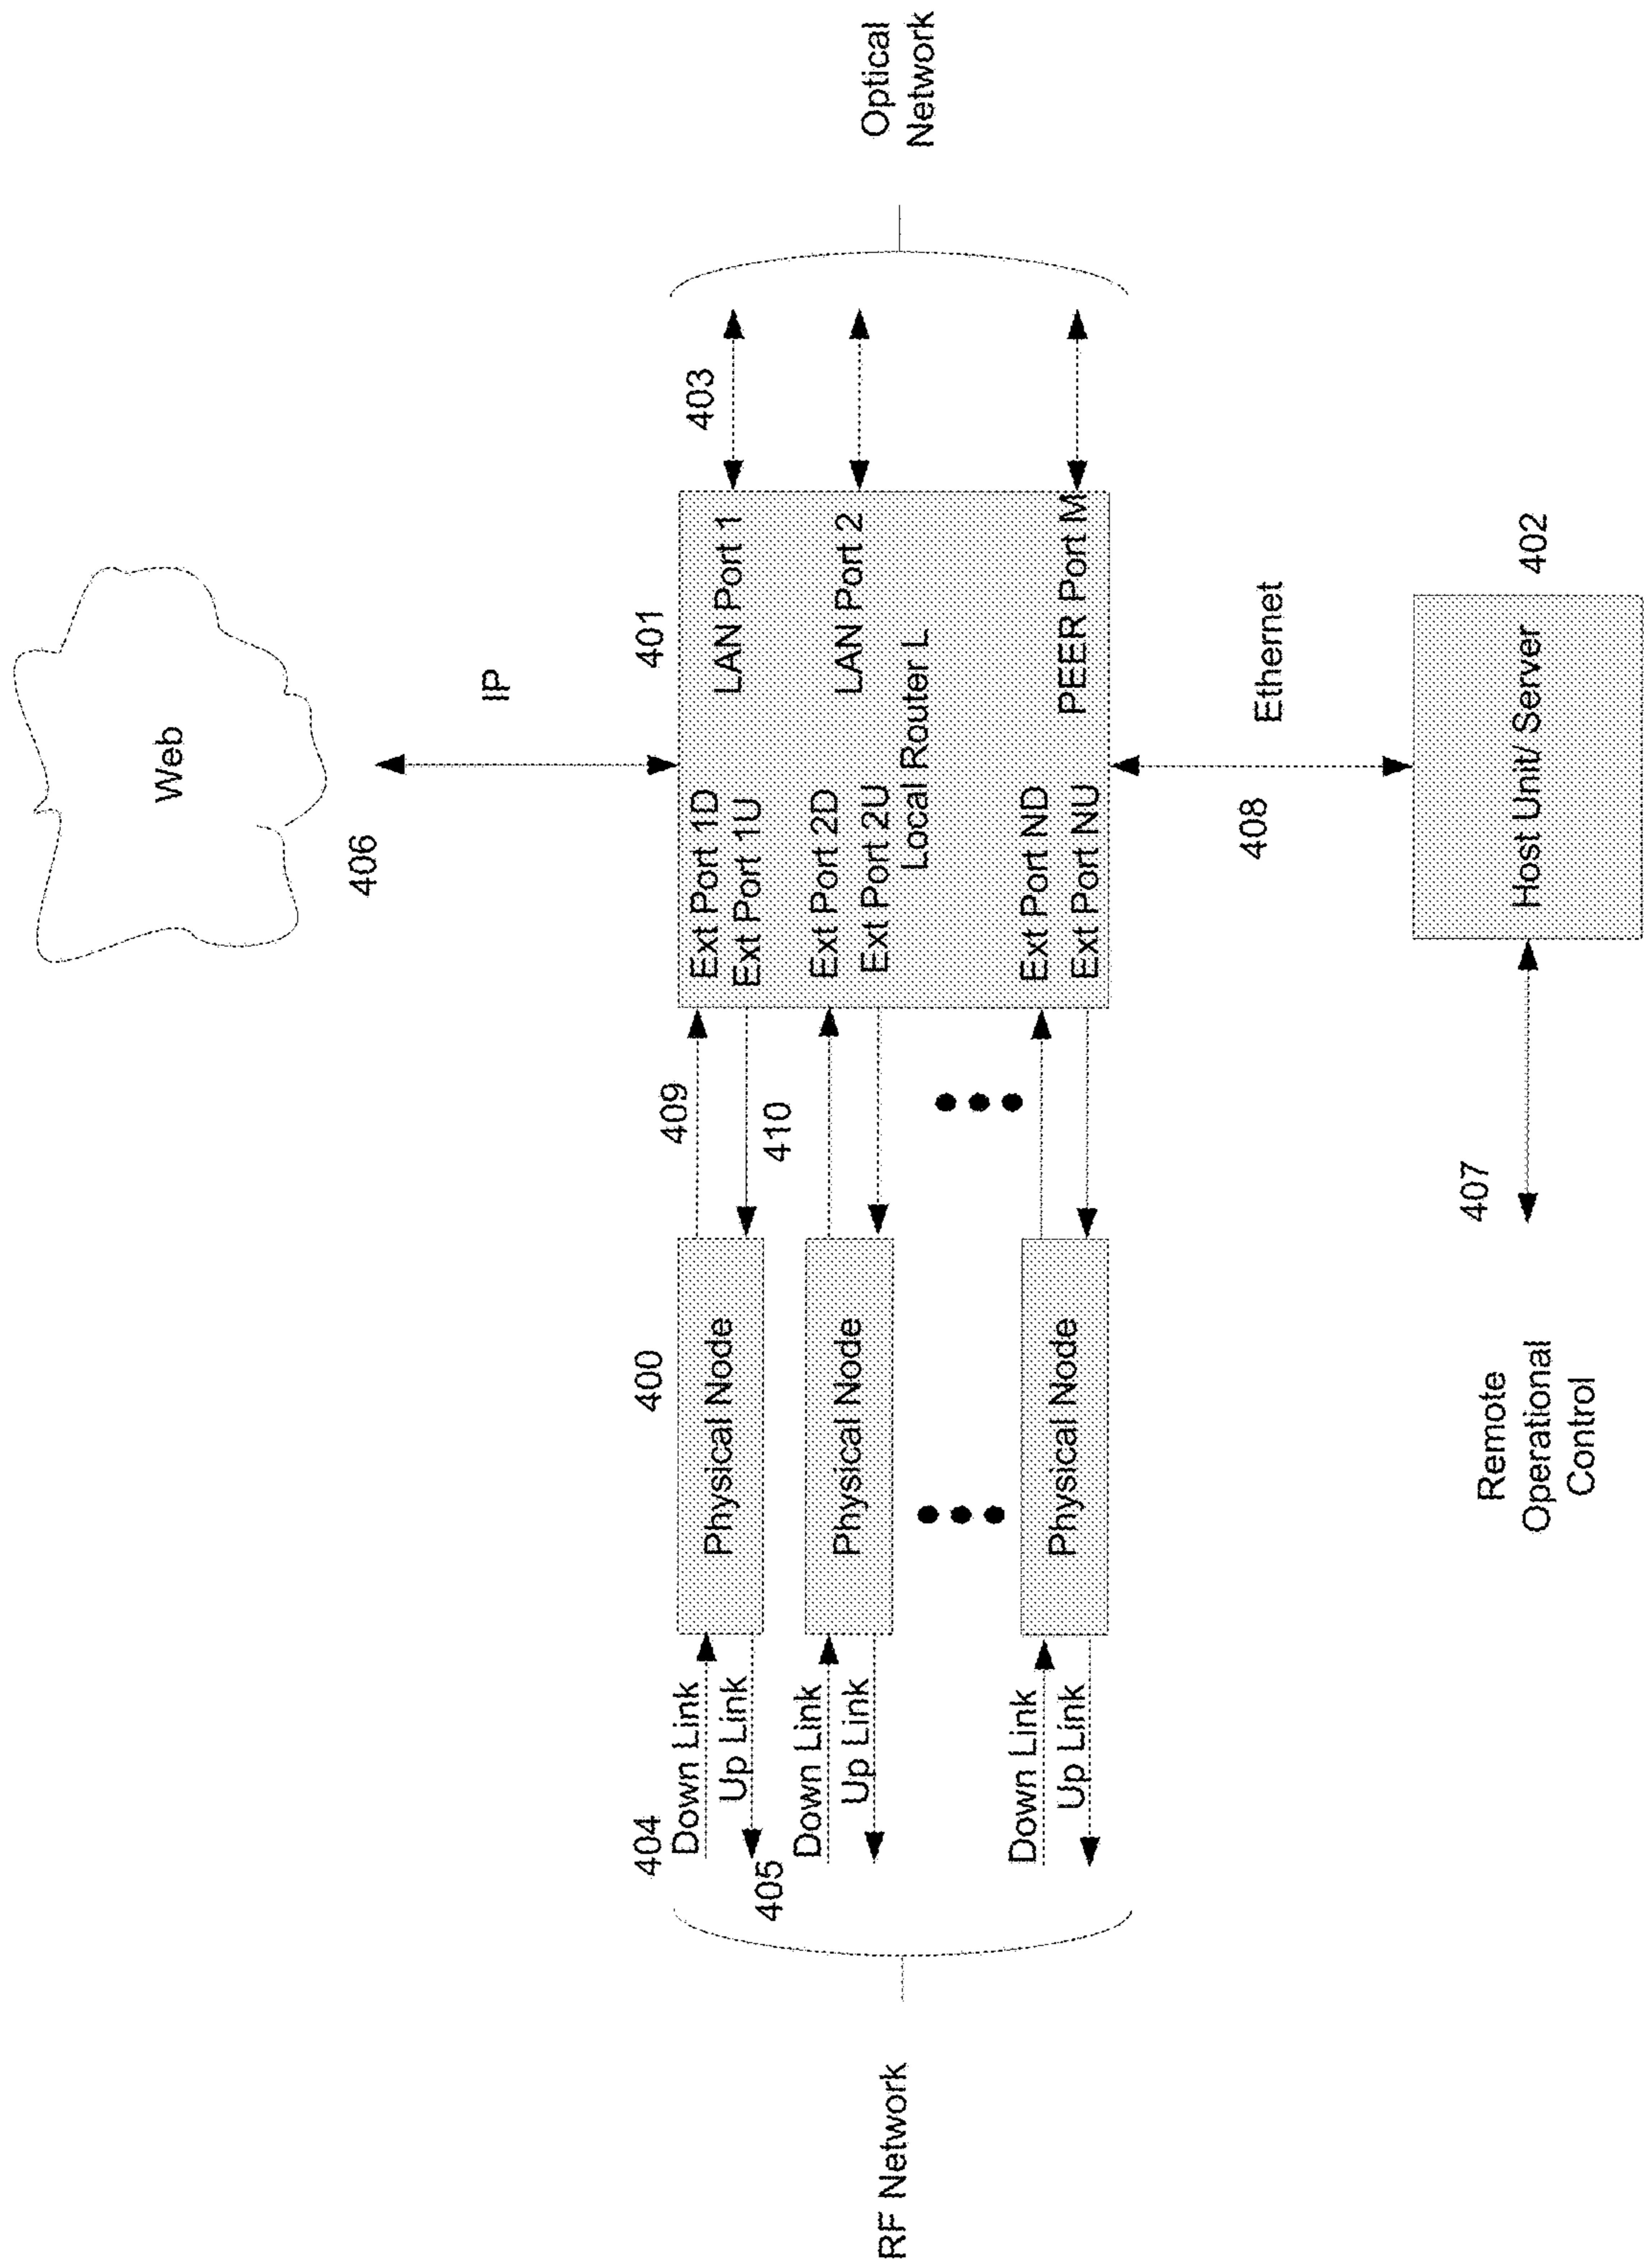 Web
406
IP
401
Ext Port 1D
Ext Port 1U
Ext Port 2D
Ext Port 2U
Local Router L
Ext Port ND
Ext Port NU
LAN Port 1
LAN Port 2
PEER Port M
403
Optical
Network
409
410
400
Physical Node
Physical Node
Physical Node
404
Down Link
Up Link
405
Down Link
Up Link
Down Link
Up Link
RF Network
408
Ethernet
Host Unit/ Server
402
407
Remote
Operational
Control